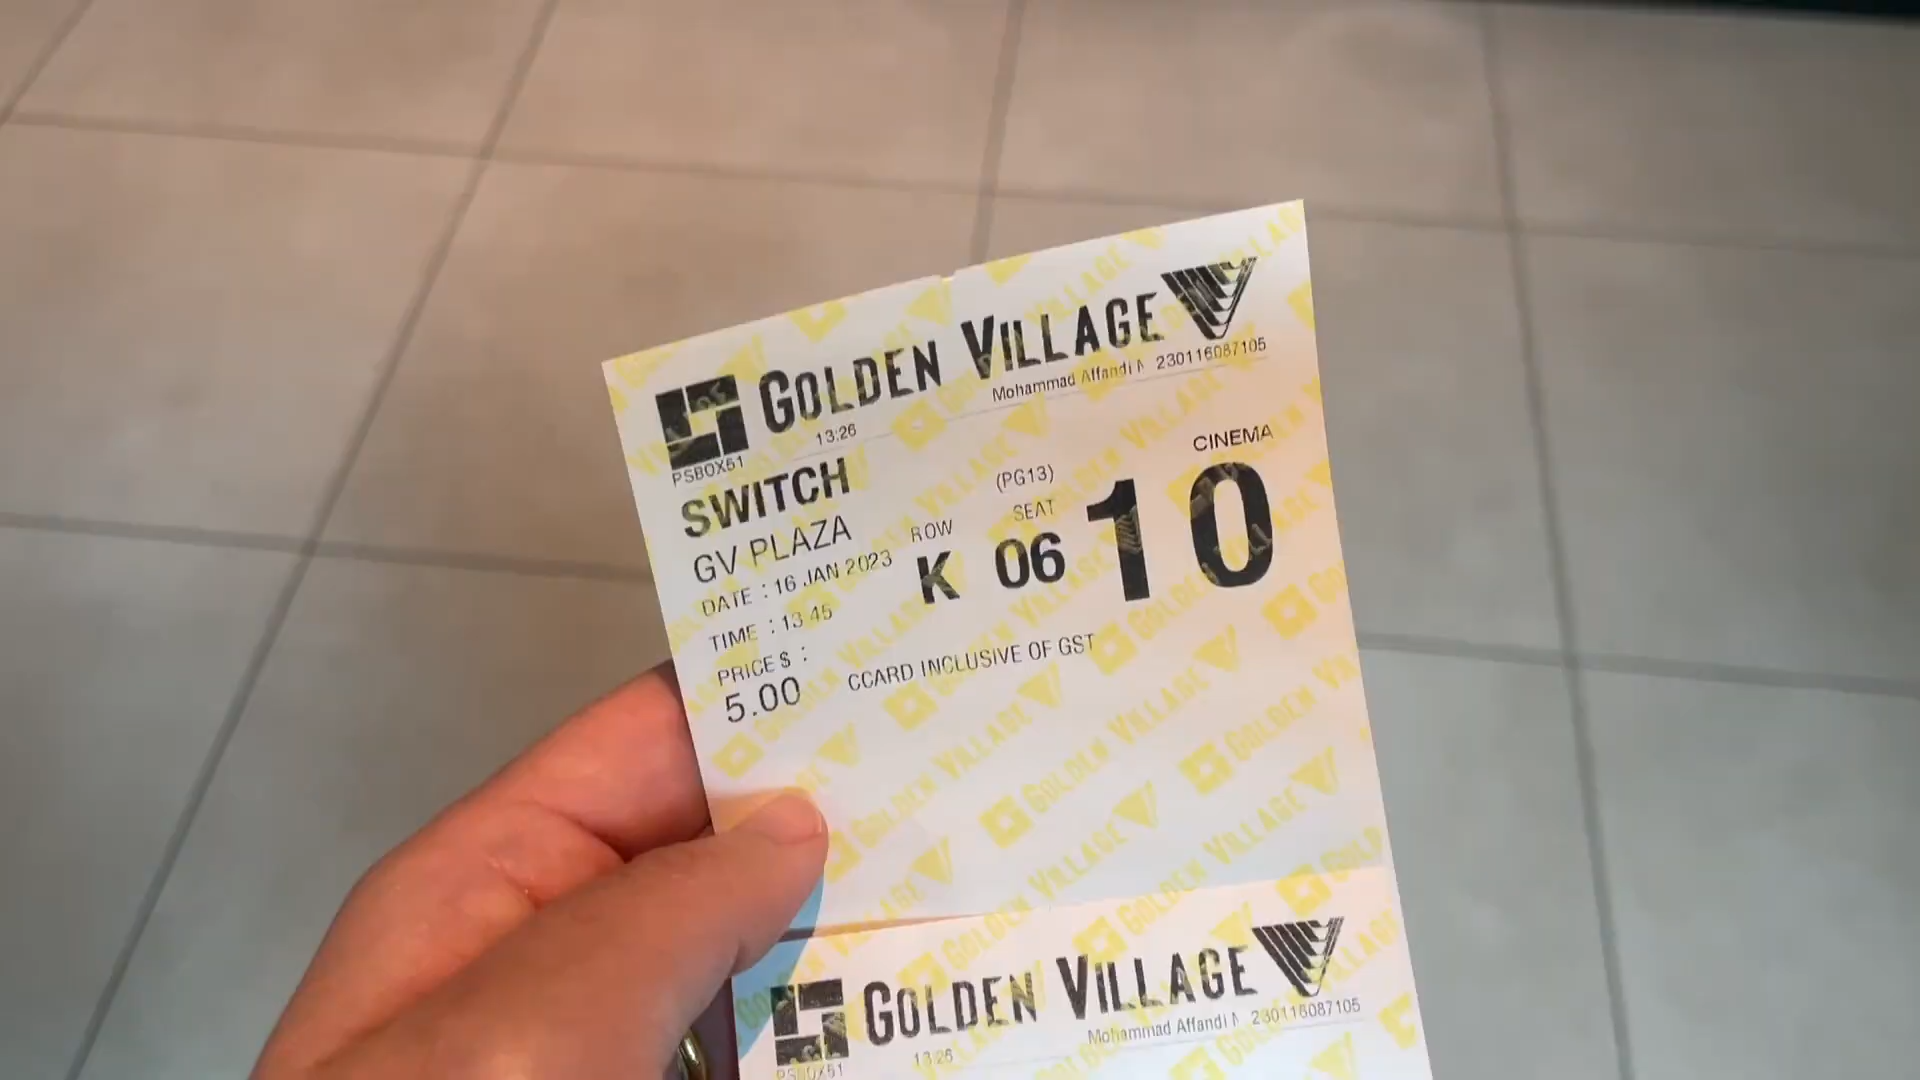 GOLDEN VILLAGE
Mohammad Affandi 230116087105
PSBOX51 13:26
SWITCH (PG13) CINEMA
GV PLAZA ROW SEAT 10
DATE : 16 JAN 2023 K 06
TIME : 13 45
PRICE $ :
5.00 CCARD INCLUSIVE OF GST
GOLDEN VILLAGE
Mohammad Affandi 230116087105
PSBOX51 13:26